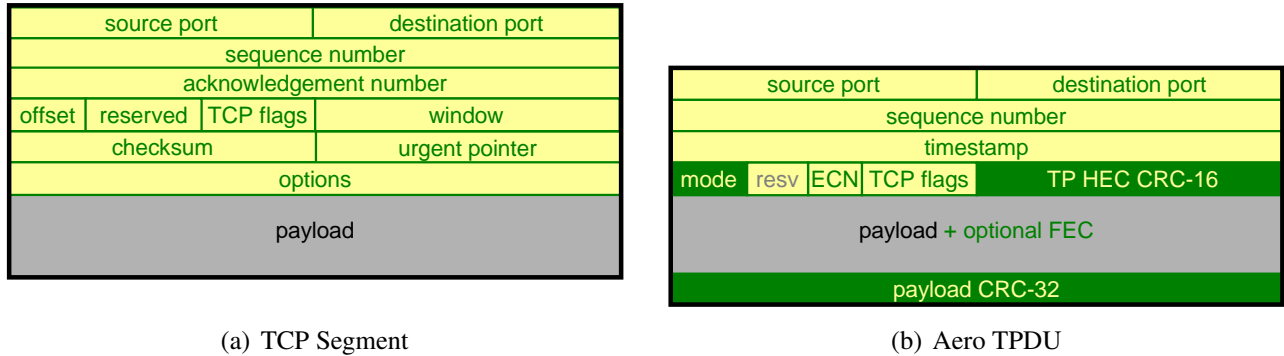 source port destination port
sequence number
acknowledgement number
offset reserved TCP flags window
checksum urgent pointer
options
payload
(a) TCP Segment
source port destination port
sequence number
timestamp
mode resv ECN TCP flags TP HEC CRC-16
payload + optional FEC
payload CRC-32
(b) Aero TPDU